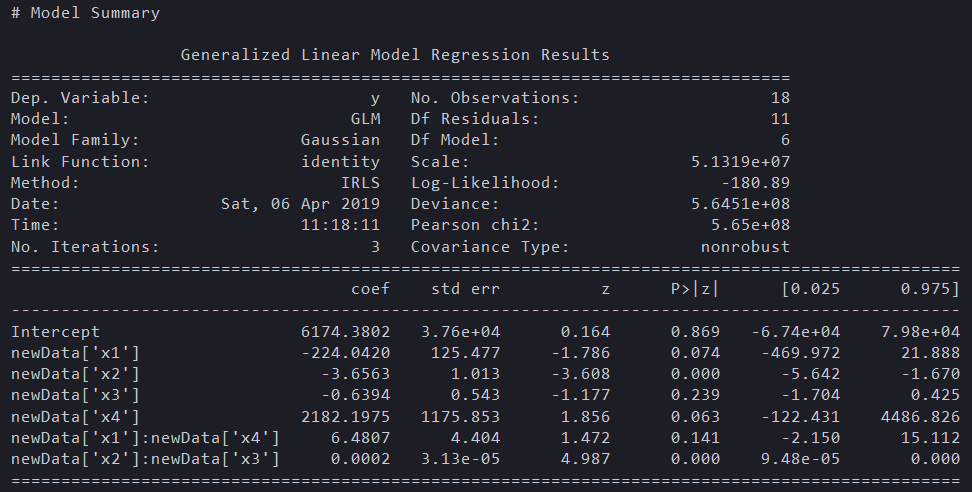 # Model Summary
Generalized Linear Model Regression Results
==============================================================================
Dep. Variable: y No. Observations: 18
Model: GLM Df Residuals: 11
Model Family: Gaussian Df Model: 6
Link Function: identity Scale: 5.1319e+07
Method: IRLS Log-Likelihood: -180.89
Date: Sat, 06 Apr 2019 Deviance: 5.6451e+08
Time: 11:18:11 Pearson chi2: 5.65e+08
No. Iterations: 3 Covariance Type: nonrobust
===============================================================================================
coef std err z P>|z| [0.025 0.975]
-----------------------------------------------------------------------------------------------
Intercept 6174.3802 3.76e+04 0.164 0.869 -6.74e+04 7.98e+04
newData['x1'] -224.0420 125.477 -1.786 0.074 -469.972 21.888
newData['x2'] -3.6563 1.013 -3.608 0.000 -5.642 -1.670
newData['x3'] -0.6394 0.543 -1.177 0.239 -1.704 0.425
newData['x4'] 2182.1975 1175.853 1.856 0.063 -122.431 4486.826
newData['x1']:newData['x4'] 6.4807 4.404 1.472 0.141 -2.150 15.112
newData['x2']:newData['x3'] 0.0002 3.13e-05 4.987 0.000 9.48e-05 0.000
===============================================================================================